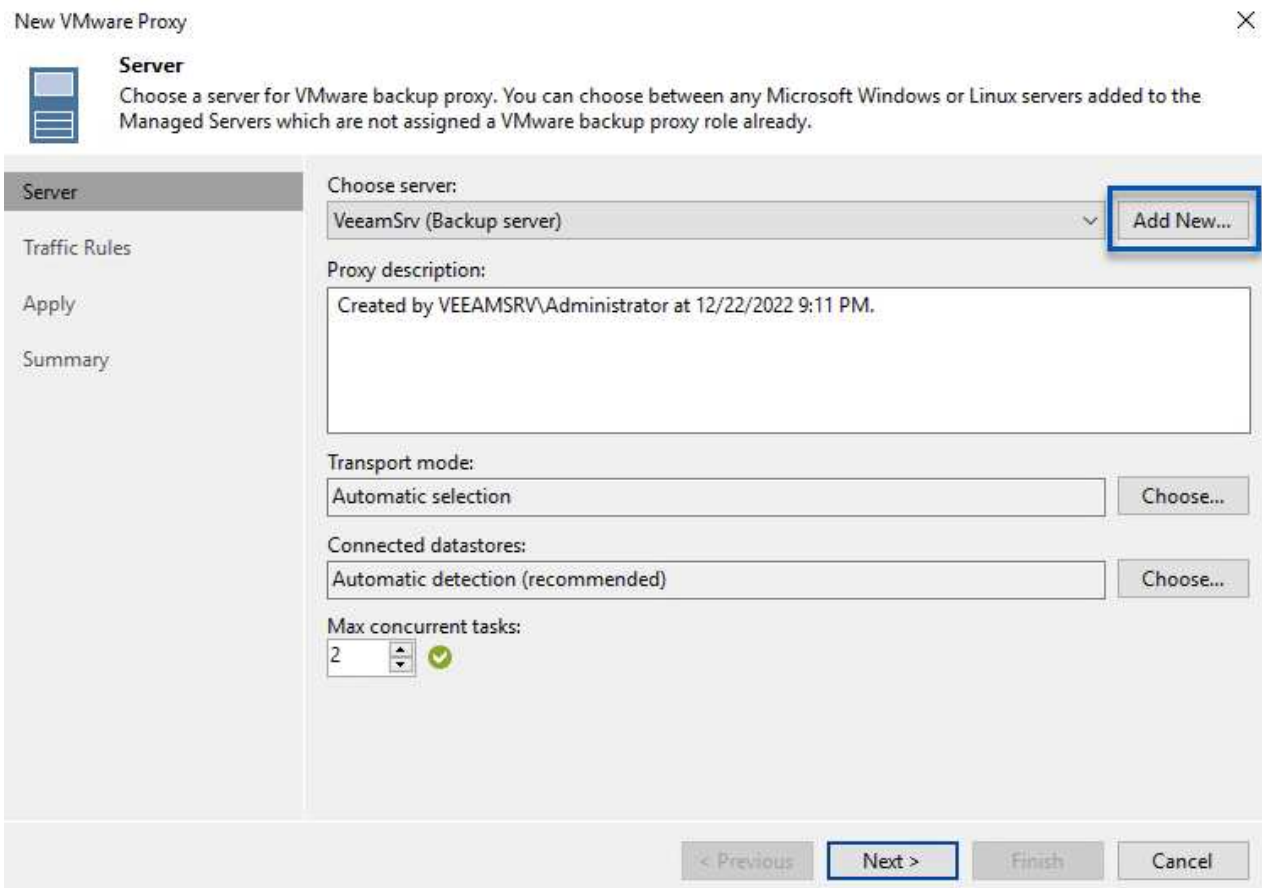 New VMware Proxy
Server
Choose a server for VMware backup proxy. You can choose between any Microsoft Windows or Linux servers added to the
Managed Servers which are not assigned a VMware backup proxy role already.
Server
Traffic Rules
Apply
Summary
Choose server:
VeeamSrv (Backup server)
Add New...
Proxy description:
Created by VEEAMSRV\Administrator at 12/22/2022 9:11 PM.
Transport mode:
Automatic selection
Choose...
Connected datastores:
Automatic detection (recommended)
Choose...
Max concurrent tasks:
2
< Previous
Next >
Finish
Cancel